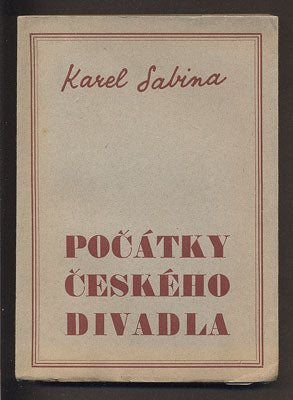 Karel Sabina
POČÁTKY
ČESKÉHO
DIVADLA